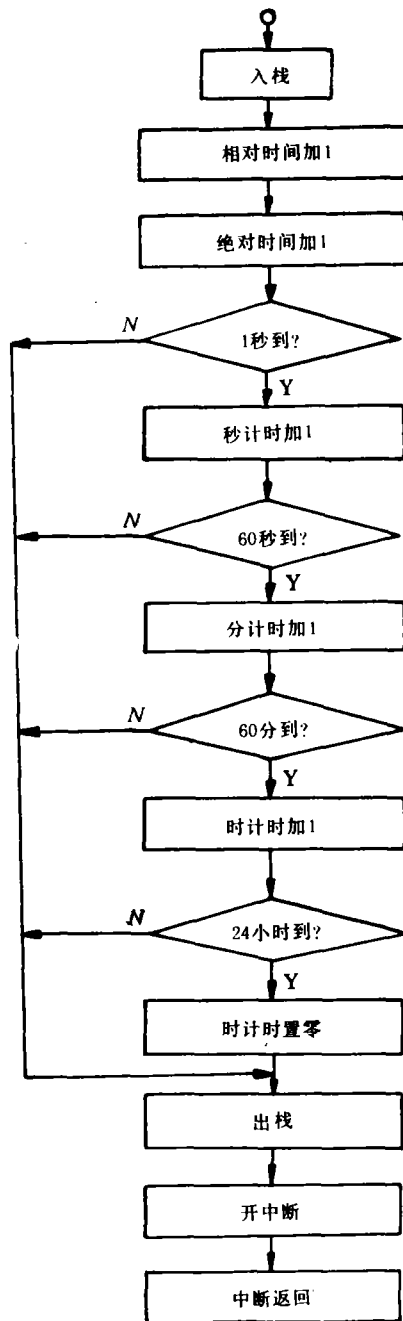 入栈
相对时间加1
绝对时间加1
N
1秒到?
Y
秒计时加1
N
60秒到?
Y
分计时加1
N
60分到?
Y
时计时加1
N
24小时到?
Y
时计时置零
出栈
开中断
中断返回